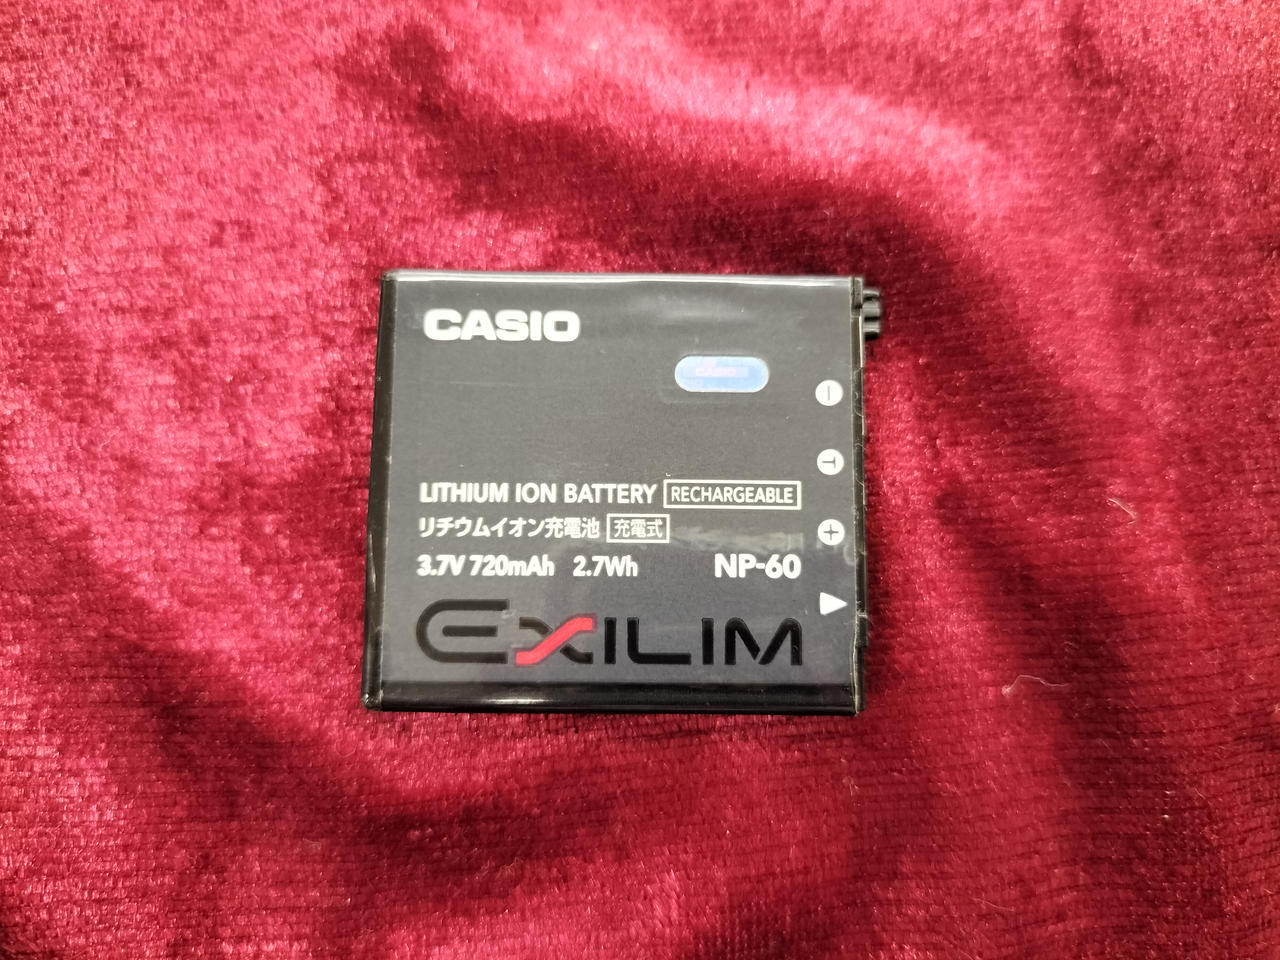 CASIO
CASIO
LITHIUM ION BATTERY RECHARGEABLE
リチウムイオン充電池 充電式
3.7V 720mAh 2.7Wh NP-60
EXILIM